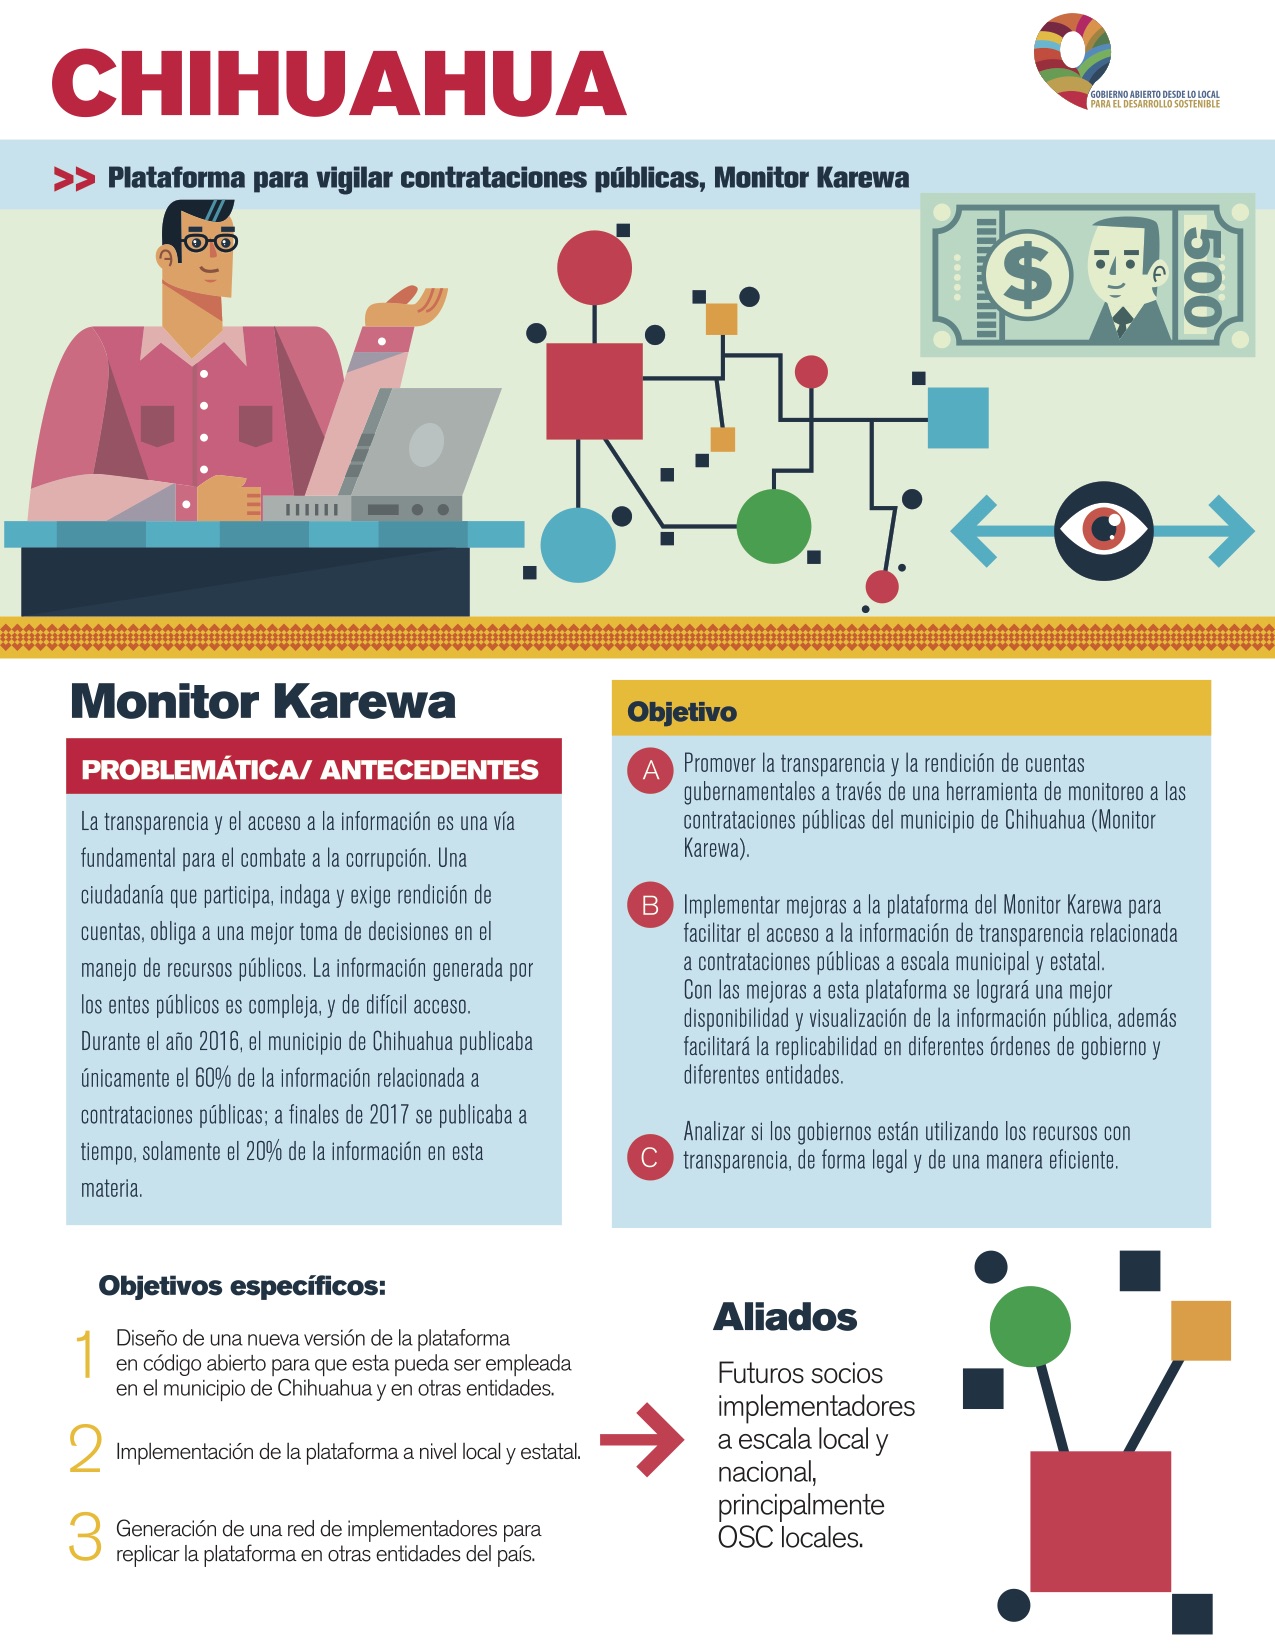 CHIHUAHUA
GOBIERNO ABIERTO DESDE LO LOCAL
PARA EL DESARROLLO SOSTENIBLE
>> Plataforma para vigilar contrataciones públicas, Monitor Karewa
$
500
Monitor Karewa
PROBLEMÁTICA/ ANTECEDENTES
La transparencia y el acceso a la información es una vía
fundamental para el combate a la corrupción. Una
ciudadanía que participa, indaga y exige rendición de
cuentas, obliga a una mejor toma de decisiones en el
manejo de recursos públicos. La información generada por
los entes públicos es compleja, y de difícil acceso.
Durante el año 2016, el municipio de Chihuahua publicaba
únicamente el 60% de la información relacionada a
contrataciones públicas; a finales de 2017 se publicaba a
tiempo, solamente el 20% de la información en esta
materia.
Objetivo
A
Promover la transparencia y la rendición de cuentas
gubernamentales a través de una herramienta de monitoreo a las
contrataciones públicas del municipio de Chihuahua (Monitor
Karewa).
B
Implementar mejoras a la plataforma del Monitor Karewa para
facilitar el acceso a la información de transparencia relacionada
a contrataciones públicas a escala municipal y estatal.
Con las mejoras a esta plataforma se logrará una mejor
disponibilidad y visualización de la información pública, además
facilitará la replicabilidad en diferentes órdenes de gobierno y
diferentes entidades.
C
Analizar si los gobiernos están utilizando los recursos con
transparencia, de forma legal y de una manera eficiente.
Objetivos específicos:
1
Diseño de una nueva versión de la plataforma
en código abierto para que esta pueda ser empleada
en el municipio de Chihuahua y en otras entidades.
2
Implementación de la plataforma a nivel local y estatal.
3
Generación de una red de implementadores para
replicar la plataforma en otras entidades del país.
Aliados
Futuros socios
implementadores
a escala local y
nacional,
principalmente
OSC locales.